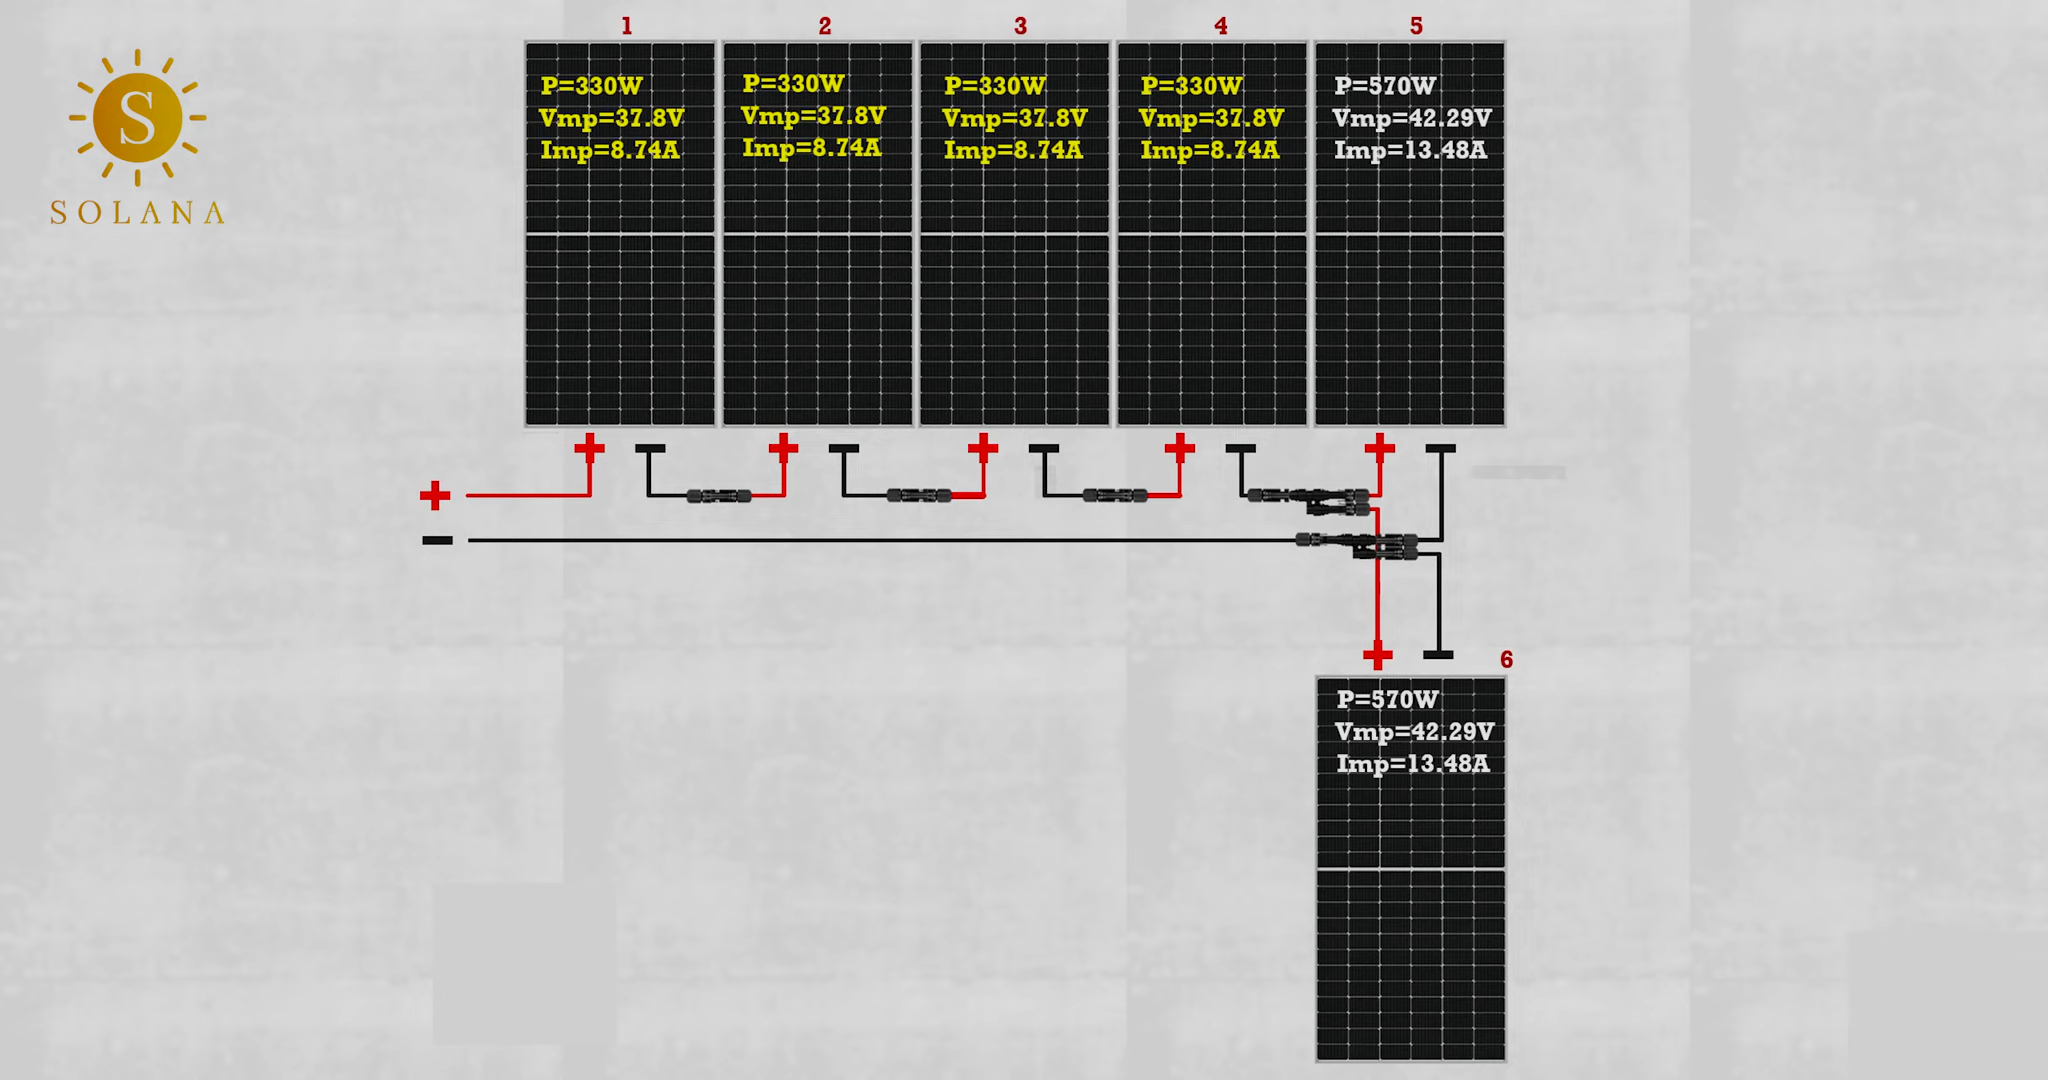 1
2
3
4
5
P=330W
Vmp=37.8V
Imp=8.74A
P=330W
Vmp=37.8V
Imp=8.74A
P=330W
Vmp=37.8V
Imp=8.74A
P=330W
Vmp=37.8V
Imp=8.74A
P=570W
Vmp=42.29V
Imp=13.48A
S
SOLANA
+ −
+ −
+ −
+ −
+ −
+
−
+ −
6
P=570W
Vmp=42.29V
Imp=13.48A